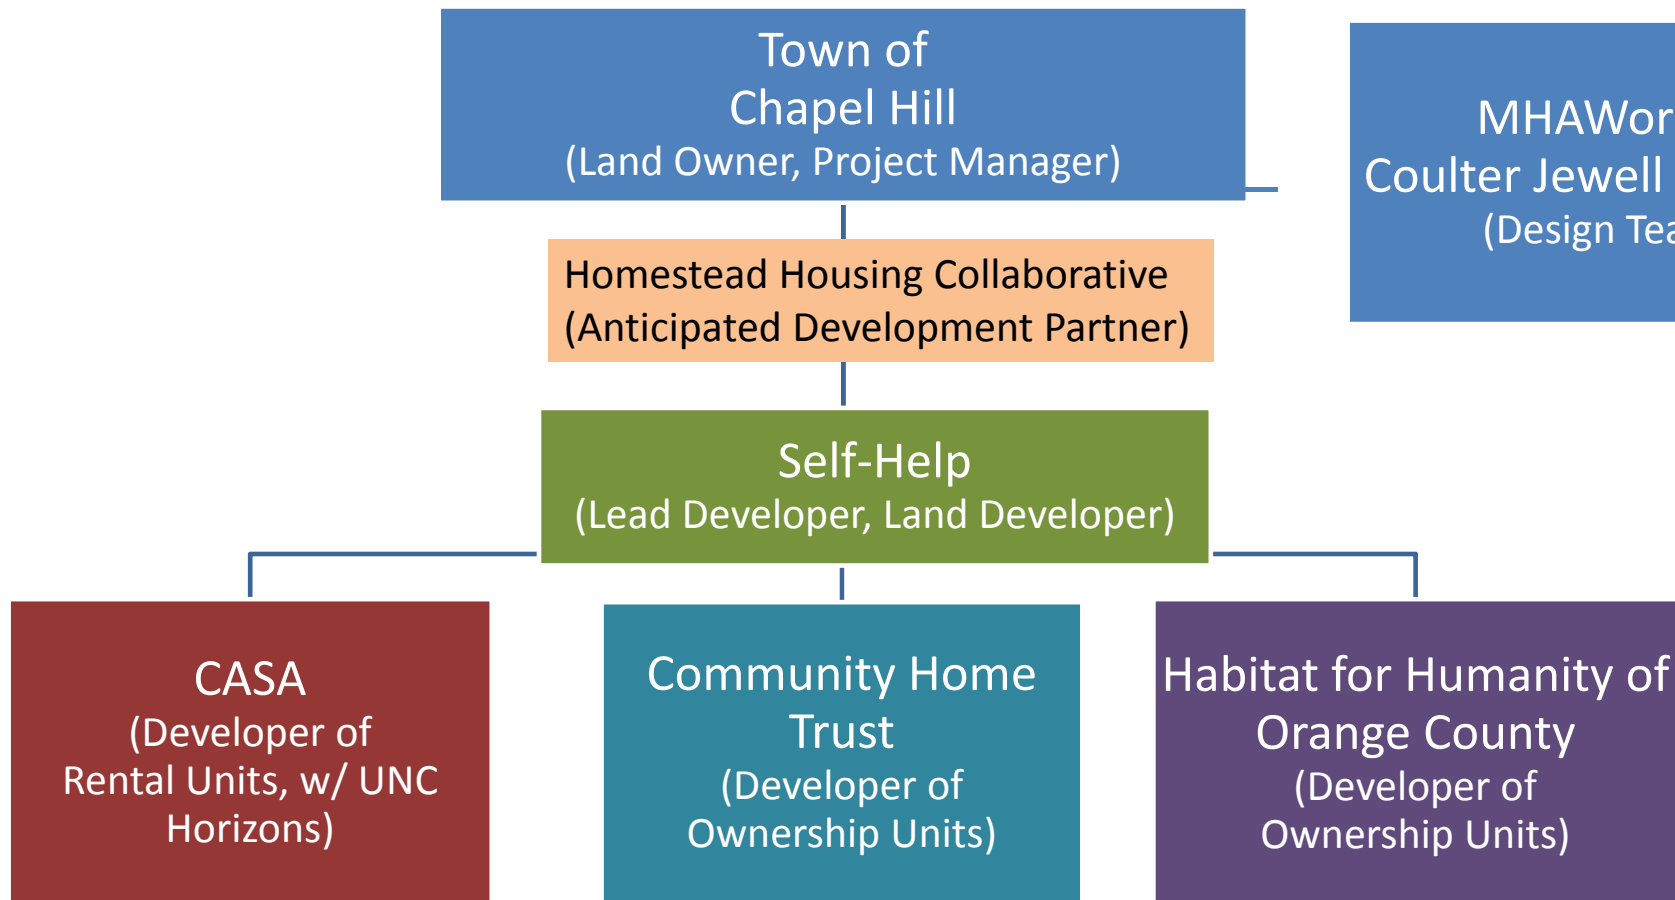 Town of
Chapel Hill
(Land Owner, Project Manager)
MHAWor
Coulter Jewell
(Design Tea
Homestead Housing Collaborative
(Anticipated Development Partner)
Self-Help
(Lead Developer, Land Developer)
CASA
(Developer of
Rental Units, w/ UNC
Horizons)
Community Home
Trust
(Developer of
Ownership Units)
Habitat for Humanity of
Orange County
(Developer of
Ownership Units)